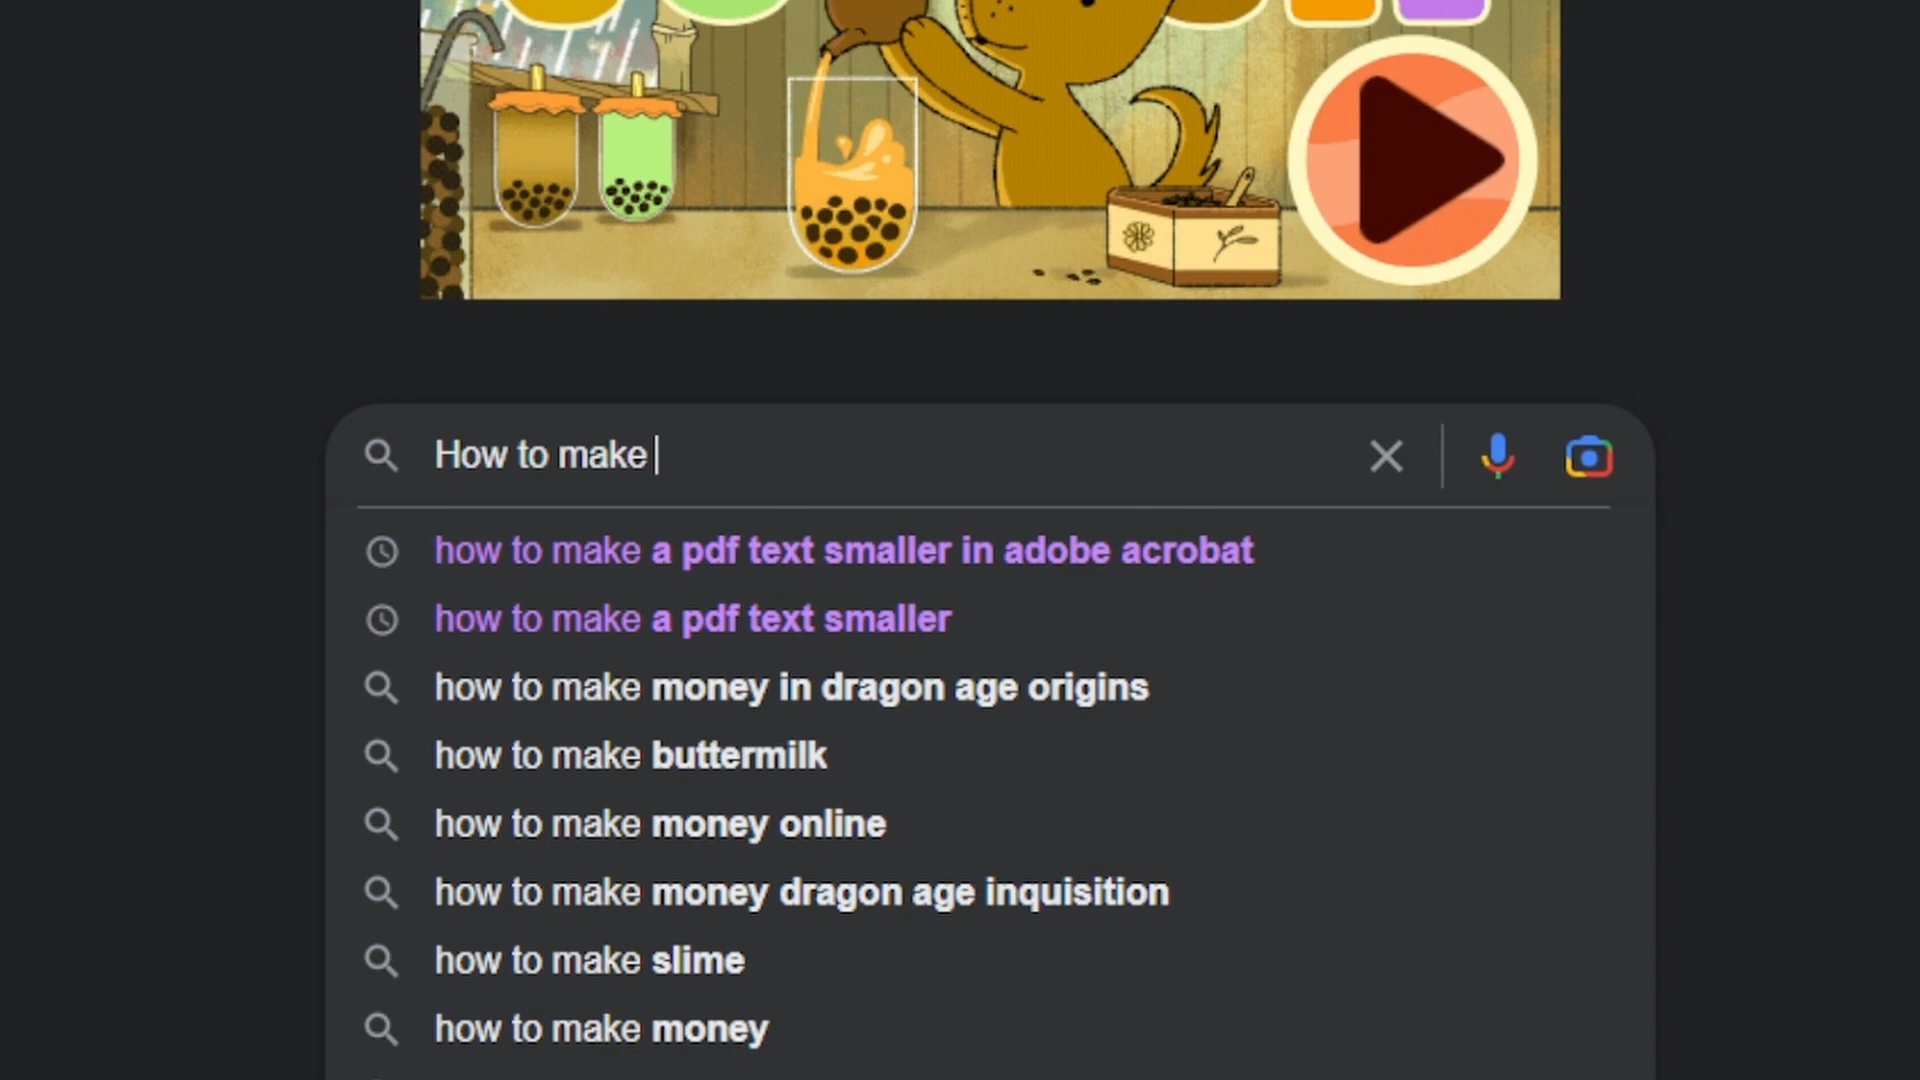 How to make
how to make a pdf text smaller in adobe acrobat
how to make a pdf text smaller
how to make money in dragon age origins
how to make buttermilk
how to make money online
how to make money dragon age inquisition
how to make slime
how to make money